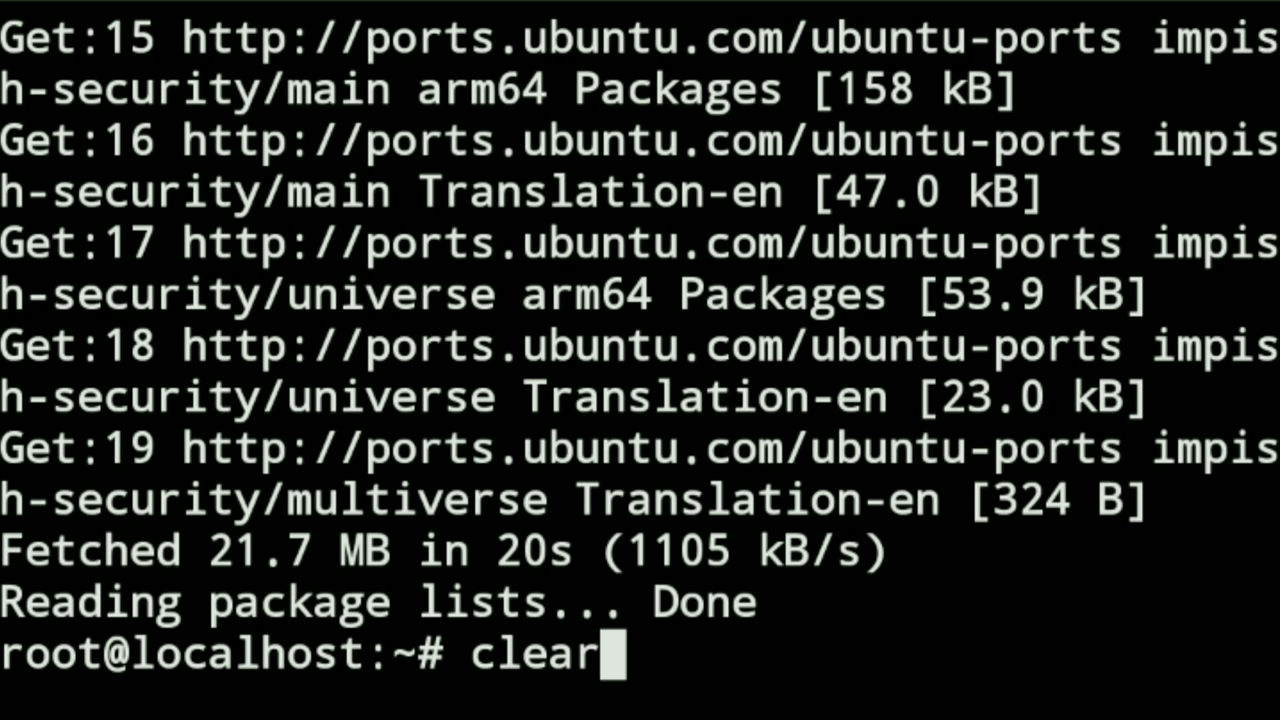 Get:15 http://ports.ubuntu.com/ubuntu-ports impis
h-security/main arm64 Packages [158 kB]
Get:16 http://ports.ubuntu.com/ubuntu-ports impis
h-security/main Translation-en [47.0 kB]
Get:17 http://ports.ubuntu.com/ubuntu-ports impis
h-security/universe arm64 Packages [53.9 kB]
Get:18 http://ports.ubuntu.com/ubuntu-ports impis
h-security/universe Translation-en [23.0 kB]
Get:19 http://ports.ubuntu.com/ubuntu-ports impis
h-security/multiverse Translation-en [324 B]
Fetched 21.7 MB in 20s (1105 kB/s)
Reading package lists... Done
root@localhost:~# clear